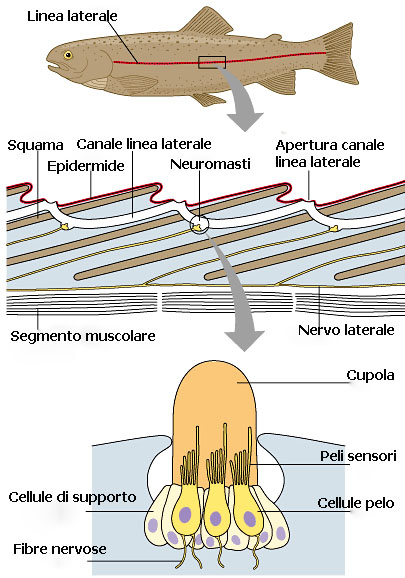 Linea laterale
Squama
Canale linea laterale
Apertura canale
linea laterale
Epidermide
Neuromasti
Segmento muscolare
Nervo laterale
Cupola
Peli sensori
Cellule di supporto
Cellule pelo
Fibre nervose